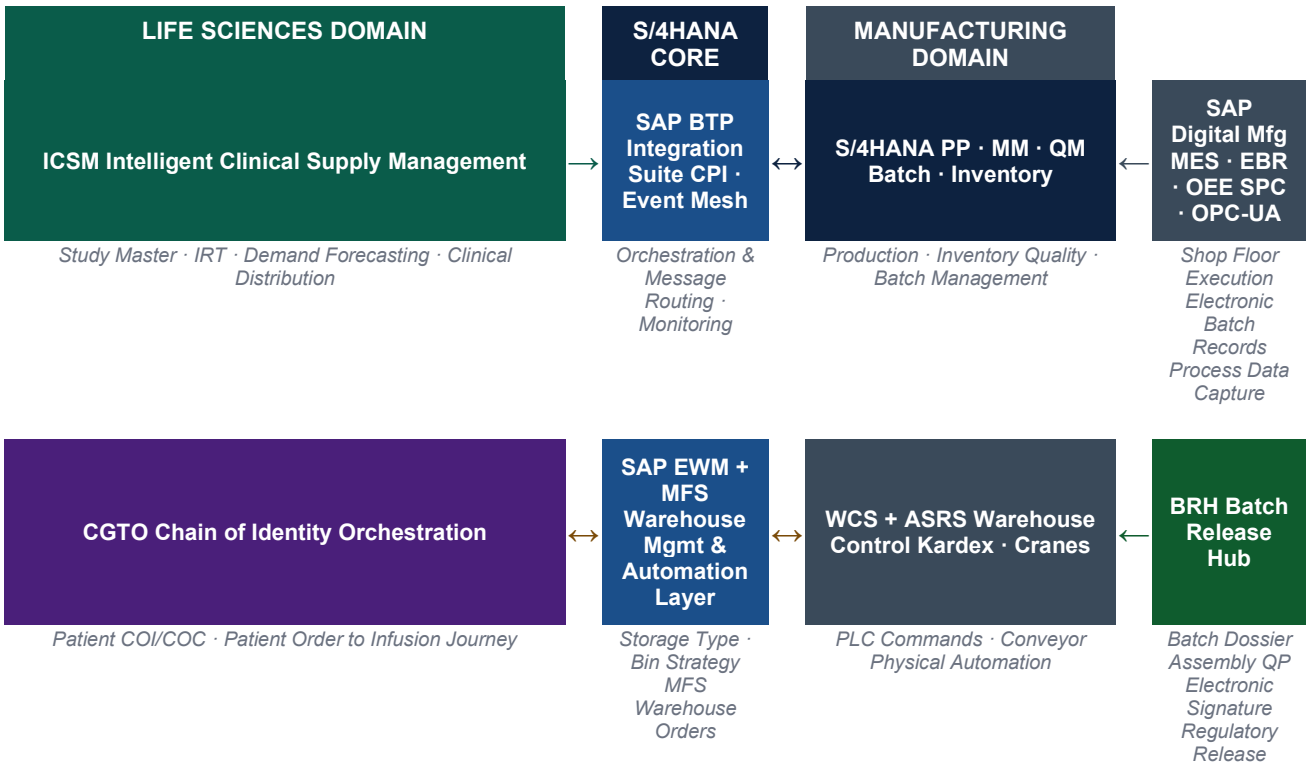 LIFE SCIENCES DOMAIN
S/4HANA
CORE
MANUFACTURING
DOMAIN
ICSM Intelligent Clinical Supply Management
→
SAP BTP
Integration
Suite CPI ·
Event Mesh
↔
S/4HANA PP · MM · QM
Batch · Inventory
←
SAP
Digital Mfg
MES · EBR
· OEE SPC
· OPC-UA
Study Master · IRT · Demand Forecasting · Clinical
Distribution
Orchestration &
Message
Routing ·
Monitoring
Production · Inventory Quality ·
Batch Management
Shop Floor
Execution
Electronic
Batch
Records
Process Data
Capture
CGTO Chain of Identity Orchestration
↔
SAP EWM +
MFS
Warehouse
Mgmt &
Automation
Layer
↔
WCS + ASRS Warehouse
Control Kardex · Cranes
←
BRH Batch
Release
Hub
Patient COI/COC · Patient Order to Infusion Journey
Storage Type ·
Bin Strategy
MFS
Warehouse
Orders
PLC Commands · Conveyor
Physical Automation
Batch Dossier
Assembly QP
Electronic
Signature
Regulatory
Release